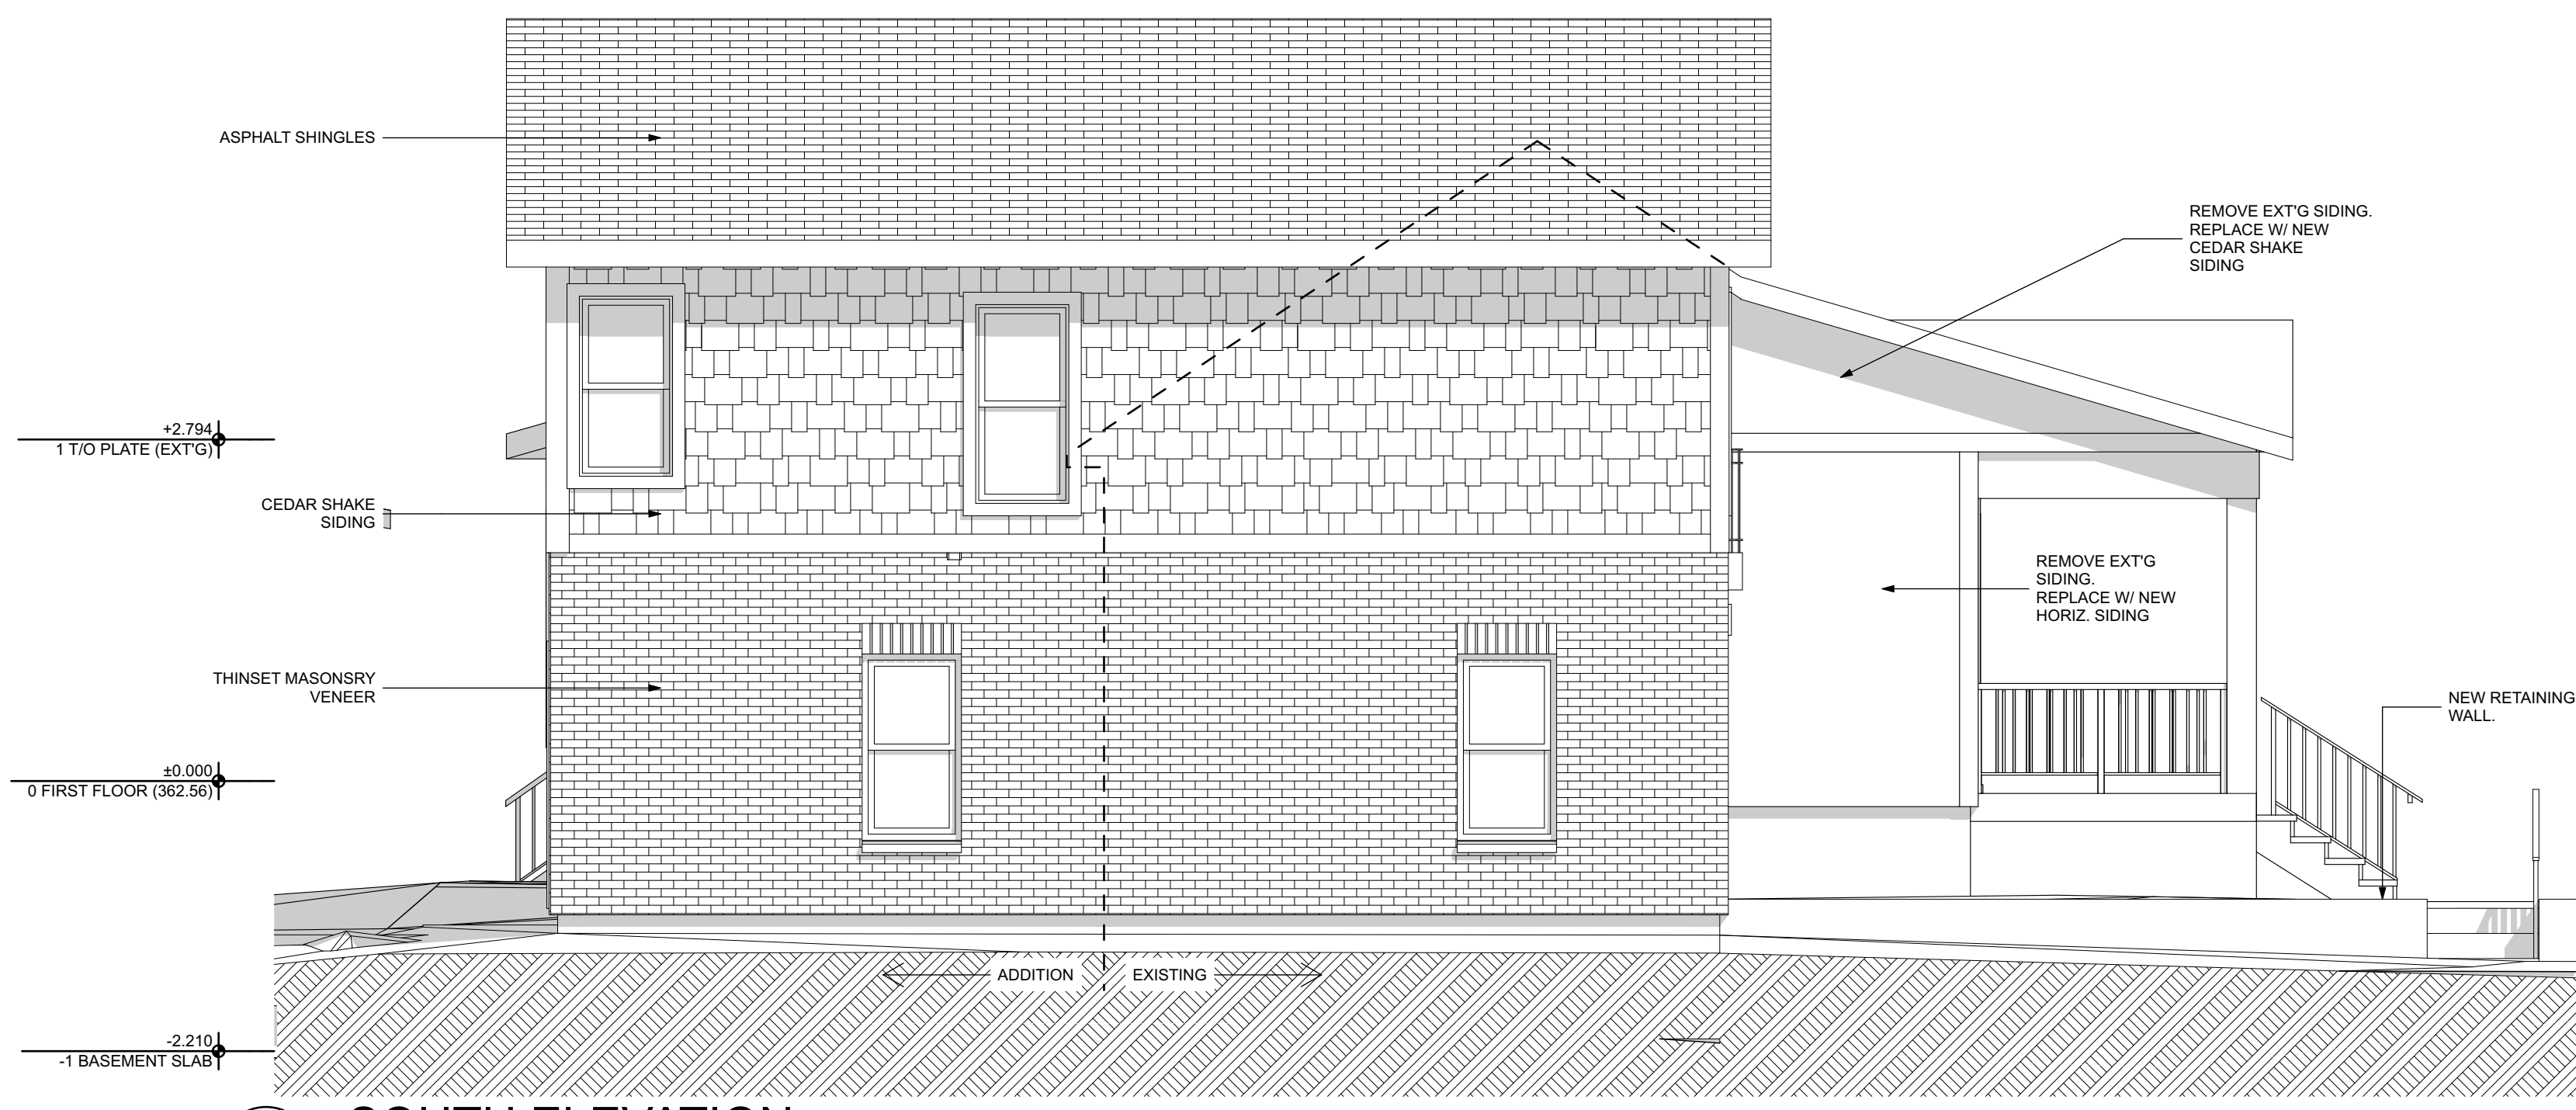 ASPHALT SHINGLES
REMOVE EXT'G SIDING.
REPLACE W/ NEW
CEDAR SHAKE
SIDING
+2.794
1 T/O PLATE (EXT'G)
CEDAR SHAKE
SIDING
REMOVE EXT'G
SIDING.
REPLACE W/ NEW
HORIZ. SIDING
THINSET MASONSRY
VENEER
NEW RETAINING
WALL.
±0.000
0 FIRST FLOOR (362.56)
ADDITION
EXISTING
-2.210
-1 BASEMENT SLAB
SOUTH ELEVATION